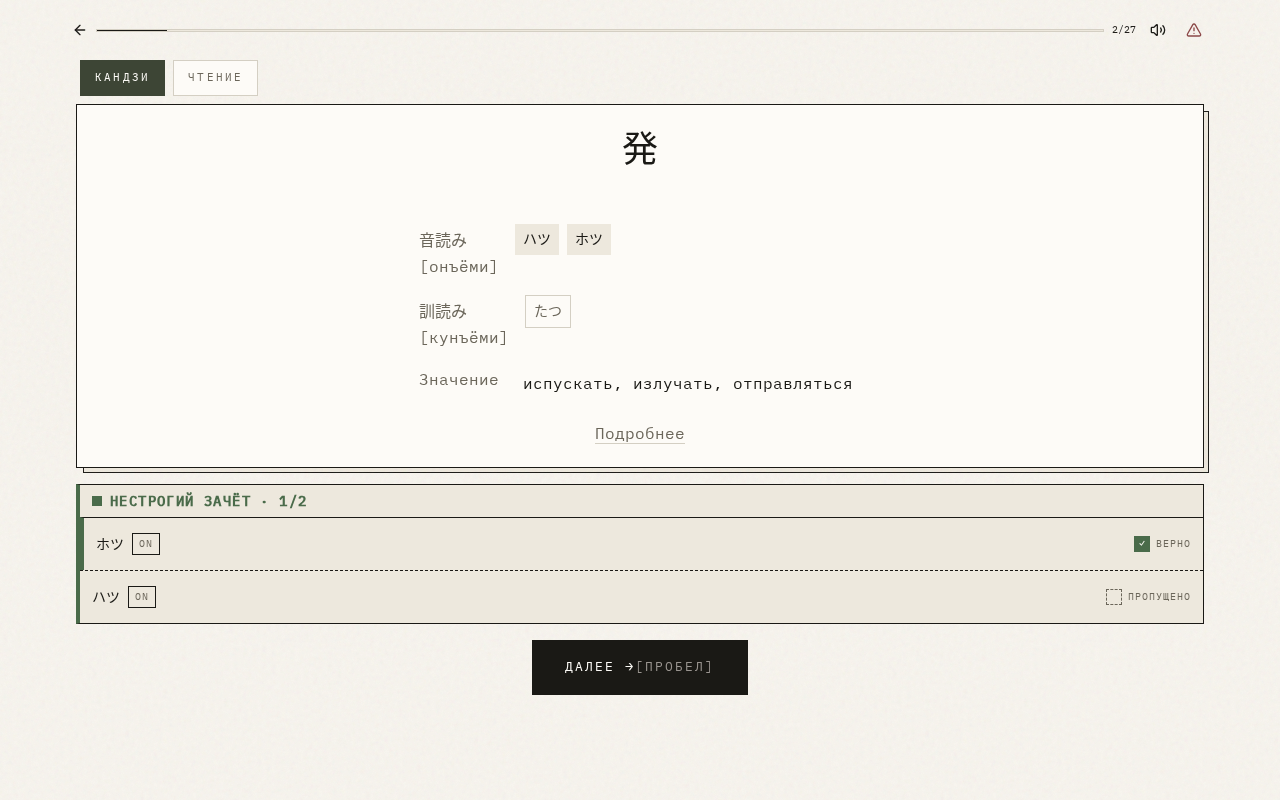 2/27
КАНДЗИ ЧТЕНИЕ
発
音読み ハツ ホツ
[онъёми]
訓読み たつ
[кунъёми]
Значение испускать, излучать, отправляться
Подробнее
НЕСТРОГИЙ ЗАЧЁТ · 1/2
ホツ ON ВЕРНО
ハツ ON ПРОПУЩЕНО
ДАЛЕЕ →[ПРОБЕЛ]